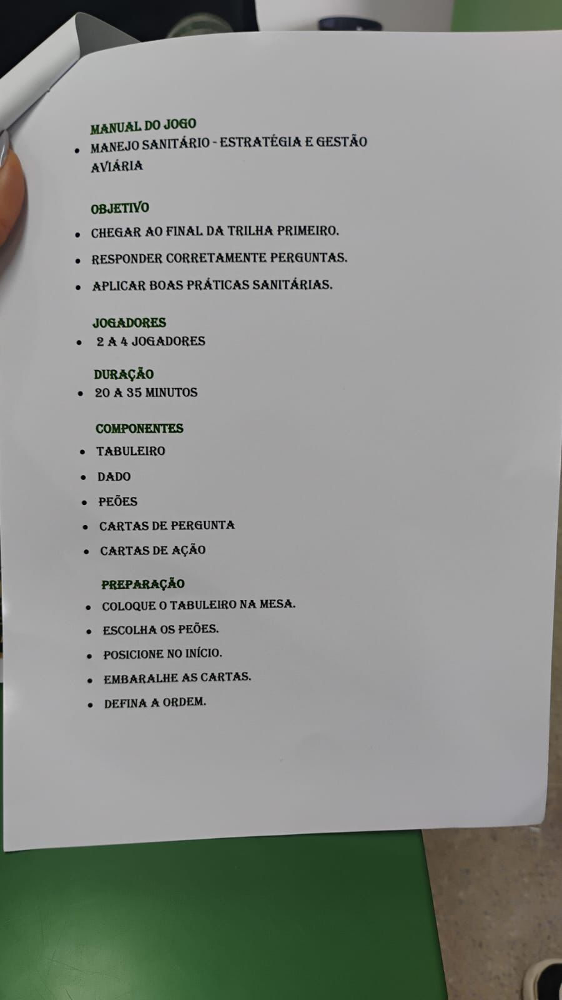 MANUAL DO JOGO
• MANEJO SANITÁRIO - ESTRATÉGIA E GESTÃO
AVIÁRIA
OBJETIVO
• CHEGAR AO FINAL DA TRILHA PRIMEIRO.
• RESPONDER CORRETAMENTE PERGUNTAS.
• APLICAR BOAS PRÁTICAS SANITÁRIAS.
JOGADORES
• 2 A 4 JOGADORES
DURAÇÃO
• 20 A 35 MINUTOS
COMPONENTES
• TABULEIRO
• DADO
• PEÕES
• CARTAS DE PERGUNTA
• CARTAS DE AÇÃO
PREPARAÇÃO
• COLOQUE O TABULEIRO NA MESA.
• ESCOLHA OS PEÕES.
• POSICIONE NO INÍCIO.
• EMBARALHE AS CARTAS.
• DEFINA A ORDEM.